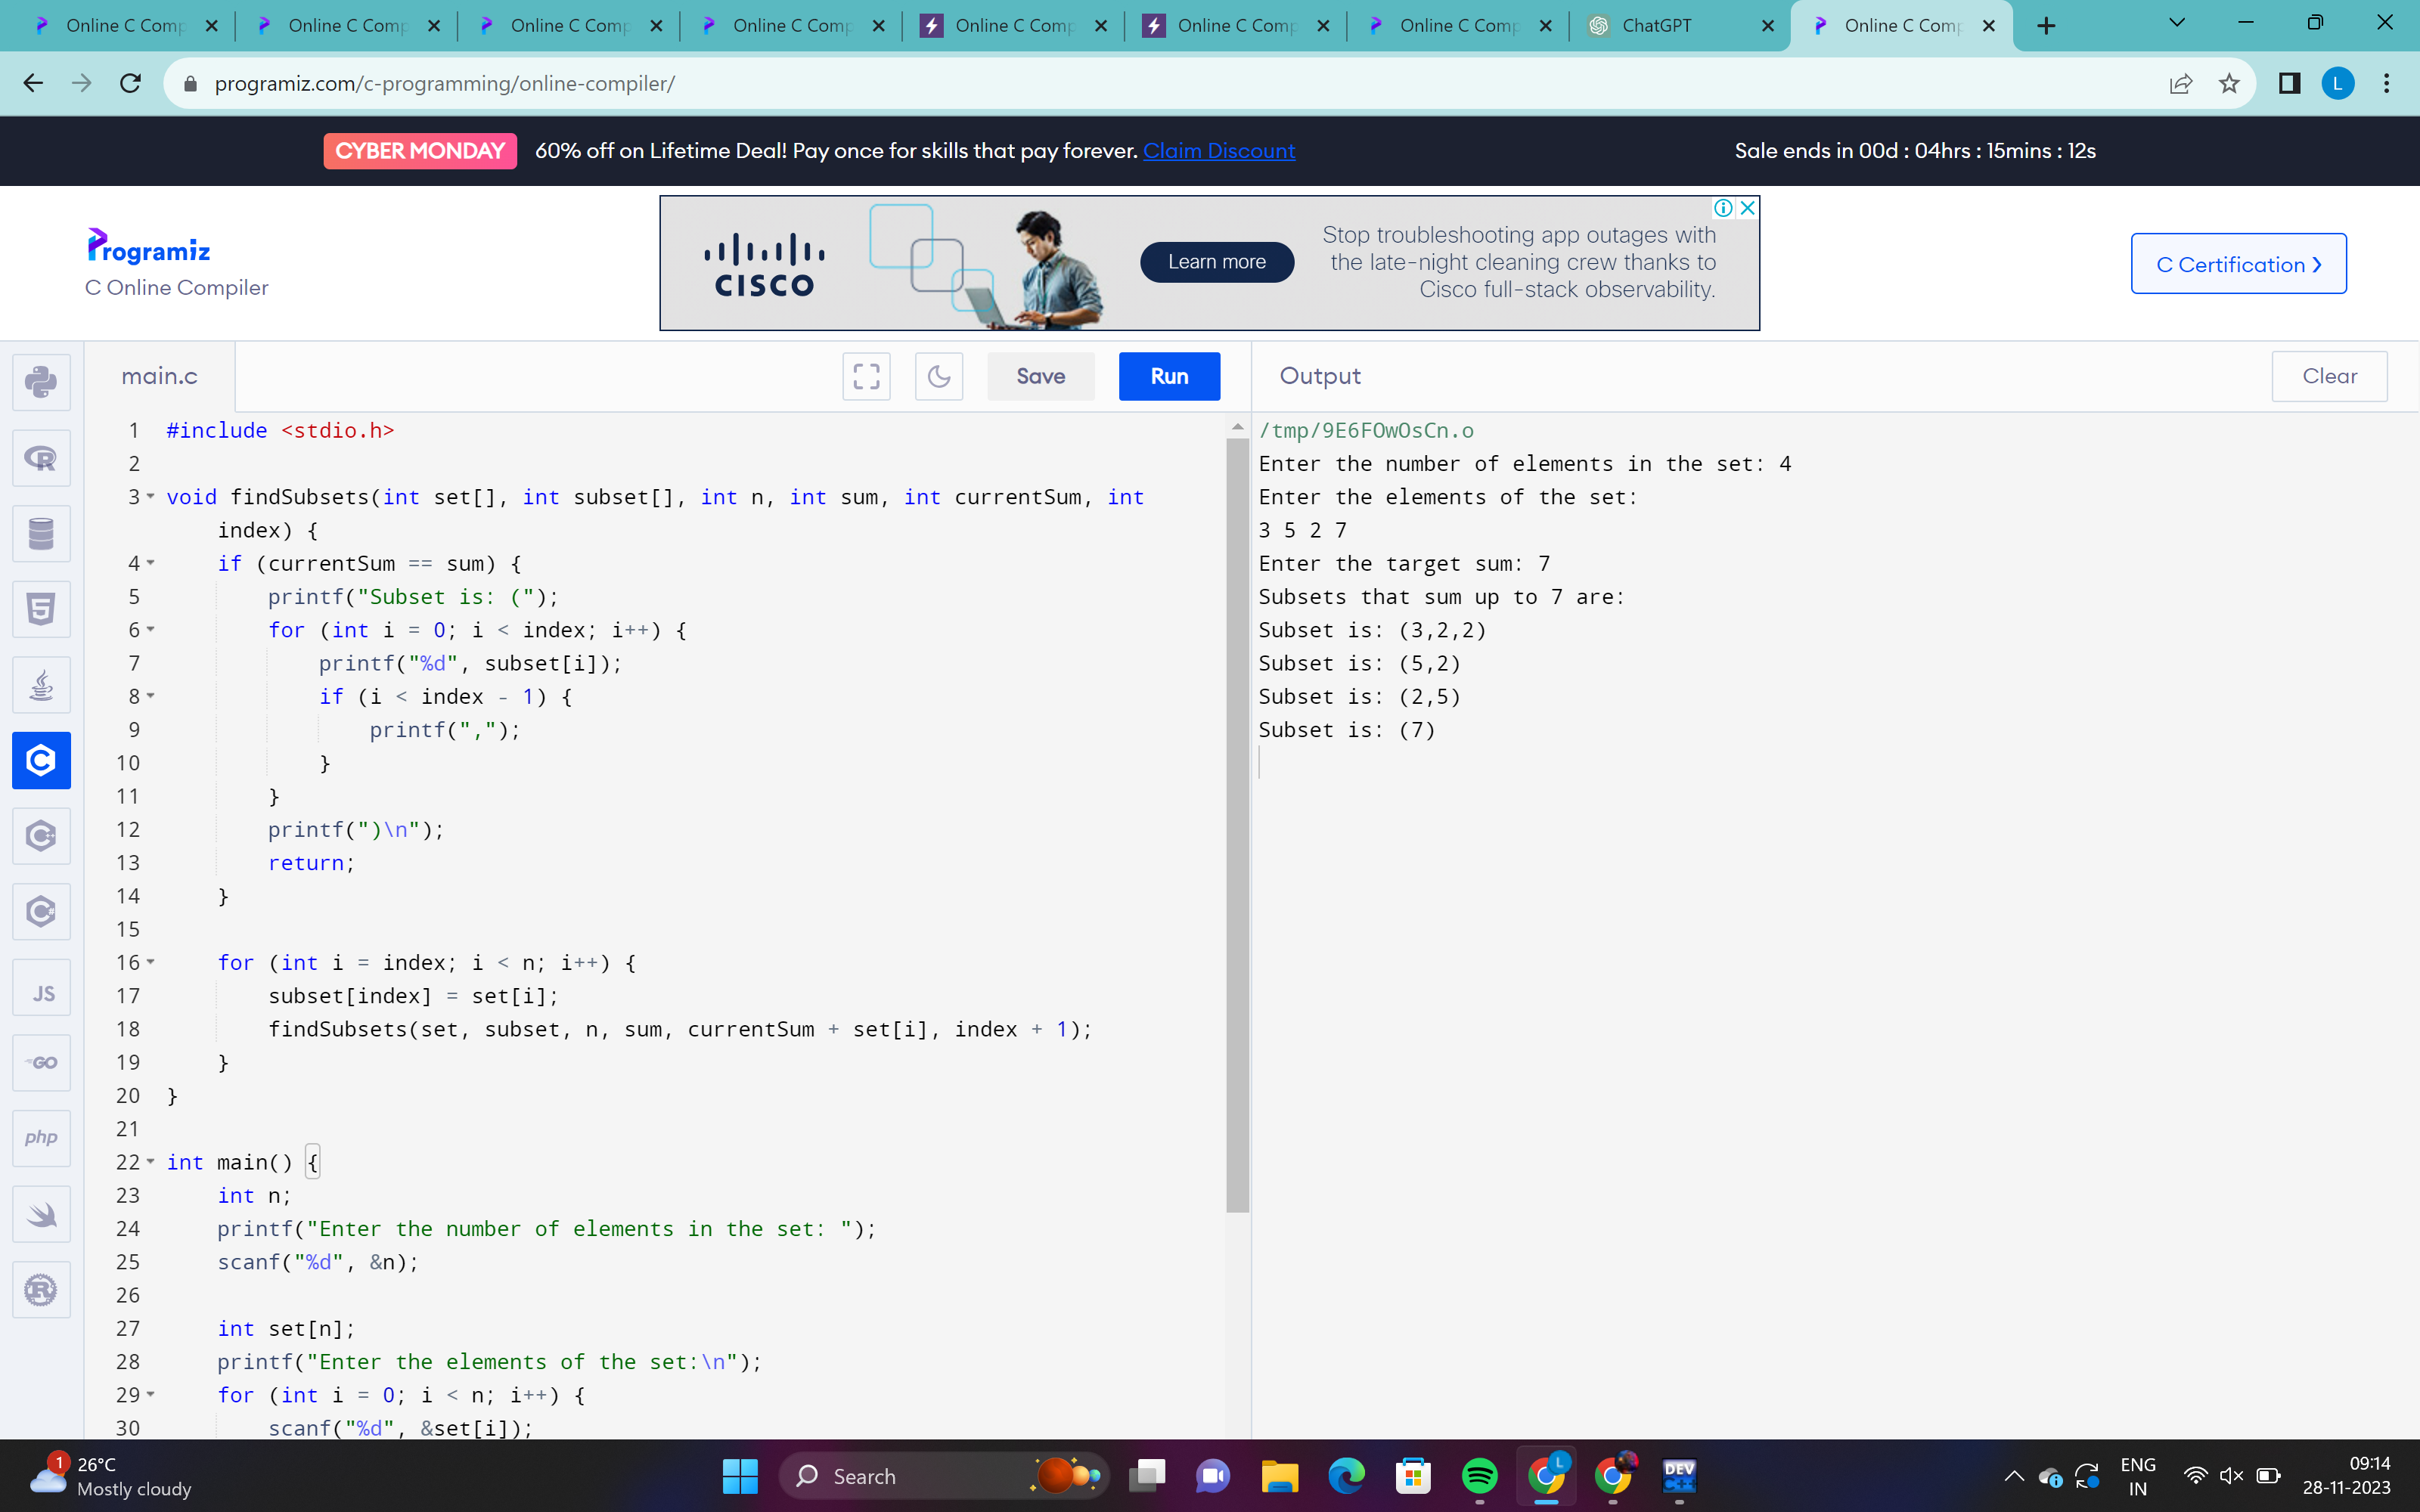 Online C Comp
Online C Comp
Online C Comp
Online C Comp
Online C Comp
Online C Comp
Online C Comp
ChatGPT
Online C Comp
programiz.com/c-programming/online-compiler/
L
CYBER MONDAY 60% off on Lifetime Deal! Pay once for skills that pay forever. Claim Discount Sale ends in 00d : 04hrs : 15mins : 12s
Programiz
C Online Compiler
CISCO
Learn more
Stop troubleshooting app outages with
the late-night cleaning crew thanks to
Cisco full-stack observability.
C Certification ❯
main.c
Save
Run
Output
Clear
R
5
C
C
C
JS
GO
php
R
1 #include <stdio.h>
2
3 void findSubsets(int set[], int subset[], int n, int sum, int currentSum, int
index) {
4 if (currentSum == sum) {
5 printf("Subset is: (");
6 for (int i = 0; i < index; i++) {
7 printf("%d", subset[i]);
8 if (i < index - 1) {
9 printf(",");
10 }
11 }
12 printf(")\n");
13 return;
14 }
15
16 for (int i = index; i < n; i++) {
17 subset[index] = set[i];
18 findSubsets(set, subset, n, sum, currentSum + set[i], index + 1);
19 }
20 }
21
22 int main() {
23 int n;
24 printf("Enter the number of elements in the set: ");
25 scanf("%d", &n);
26
27 int set[n];
28 printf("Enter the elements of the set:\n");
29 for (int i = 0; i < n; i++) {
30 scanf("%d", &set[i]);
/tmp/9E6FOwOsCn.o
Enter the number of elements in the set: 4
Enter the elements of the set:
3 5 2 7
Enter the target sum: 7
Subsets that sum up to 7 are:
Subset is: (3,2,2)
Subset is: (5,2)
Subset is: (2,5)
Subset is: (7)
1
26°C
Mostly cloudy
Search
L
DEV
C++
ENG
IN
09:14
28-11-2023